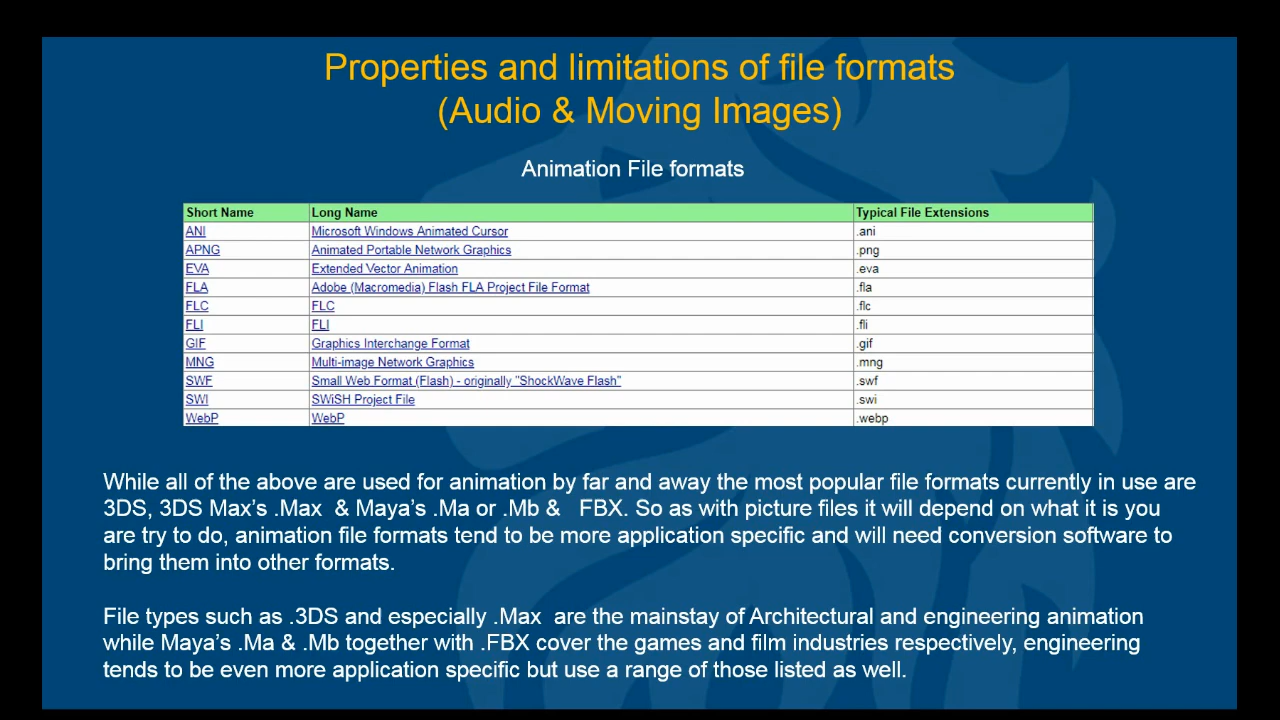 Properties and limitations of file formats
(Audio & Moving Images)
Animation File formats
Short Name Long Name Typical File Extensions
ANI Microsoft Windows Animated Cursor .ani
APNG Animated Portable Network Graphics .png
EVA Extended Vector Animation .eva
FLA Adobe (Macromedia) Flash FLA Project File Format .fla
FLC FLC .flc
FLI FLI .fli
GIF Graphics Interchange Format .gif
MNG Multi-image Network Graphics .mng
SWF Small Web Format (Flash) - originally "ShockWave Flash" .swf
SWI SWiSH Project File .swi
WebP WebP .webp
While all of the above are used for animation by far and away the most popular file formats currently in use are
3DS, 3DS Max's .Max & Maya's .Ma or .Mb & FBX. So as with picture files it will depend on what it is you
are try to do, animation file formats tend to be more application specific and will need conversion software to
bring them into other formats.
File types such as .3DS and especially .Max are the mainstay of Architectural and engineering animation
while Maya's .Ma & .Mb together with .FBX cover the games and film industries respectively, engineering
tends to be even more application specific but use a range of those listed as well.